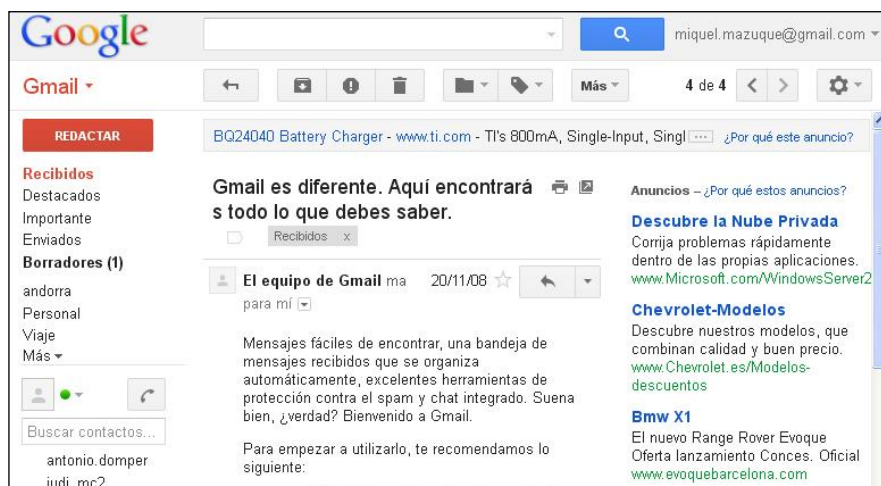 Google
miquel.mazuque@gmail.com
Gmail
Más
4 de 4
REDACTAR
Recibidos
Destacados
Importante
Enviados
Borradores (1)
andorra
Personal
Viaje
Más
Buscar contactos...
antonio.domper
judi_mc2
BQ24040 Battery Charger - www.ti.com - TI's 800mA, Single-Input, Singl ... ¿Por qué este anuncio?
Gmail es diferente. Aquí encontrará
s todo lo que debes saber.
Recibidos x
El equipo de Gmail ma 20/11/08
para mí
Mensajes fáciles de encontrar, una bandeja de
mensajes recibidos que se organiza
automáticamente, excelentes herramientas de
protección contra el spam y chat integrado. Suena
bien, ¿verdad? Bienvenido a Gmail.
Para empezar a utilizarlo, te recomendamos lo
siguiente:
Anuncios – ¿Por qué estos anuncios?
Descubre la Nube Privada
Corrija problemas rápidamente
dentro de las propias aplicaciones.
www.Microsoft.com/WindowsServer2
Chevrolet-Modelos
Descubre nuestros modelos, que
combinan calidad y buen precio.
www.Chevrolet.es/Modelos-
descuentos
Bmw X1
El nuevo Range Rover Evoque
Oferta lanzamiento Conces. Oficial
www.evoquebarcelona.com